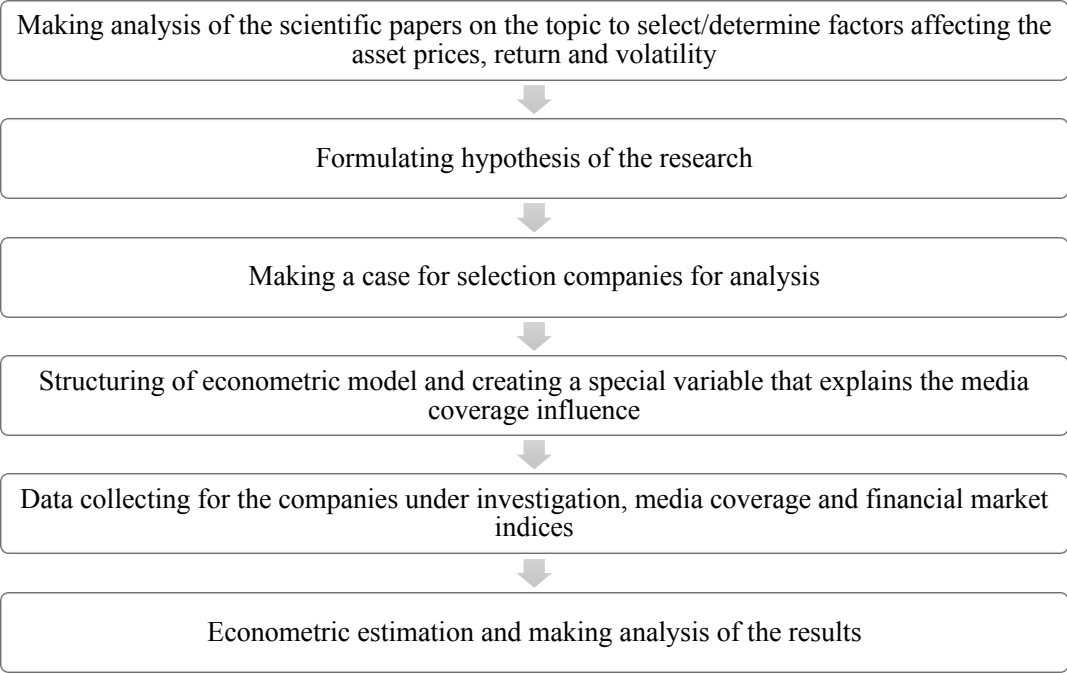 Making analysis of the scientific papers on the topic to select/determine factors affecting the
asset prices, return and volatility
Formulating hypothesis of the research
Making a case for selection companies for analysis
Structuring of econometric model and creating a special variable that explains the media
coverage influence
Data collecting for the companies under investigation, media coverage and financial market
indices
Econometric estimation and making analysis of the results